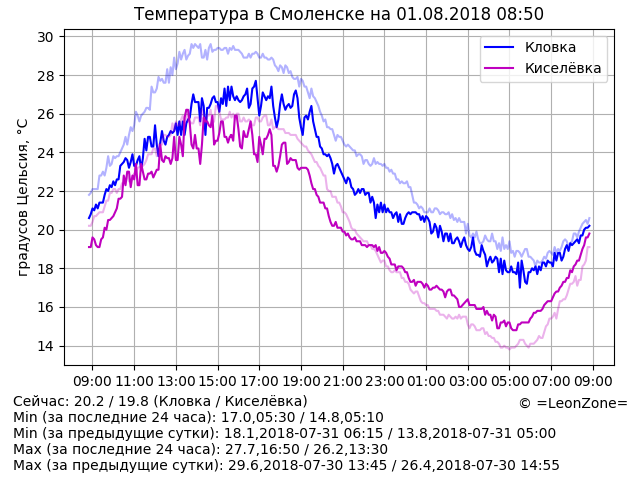 Температура в Смоленске на 01.08.2018 08:50
Кловка
Киселёвка
градусов Цельсия, °C
30
28
26
24
22
20
18
16
14
09:00 11:00 13:00 15:00 17:00 19:00 21:00 23:00 01:00 03:00 05:00 07:00 09:00
Сейчас: 20.2 / 19.8 (Кловка / Киселёвка)
© =LeonZone=
Min (за последние 24 часа): 17.0,05:30 / 14.8,05:10
Min (за предыдущие сутки): 18.1,2018-07-31 06:15 / 13.8,2018-07-31 05:00
Max (за последние 24 часа): 27.7,16:50 / 26.2,13:30
Max (за предыдущие сутки): 29.6,2018-07-30 13:45 / 26.4,2018-07-30 14:55